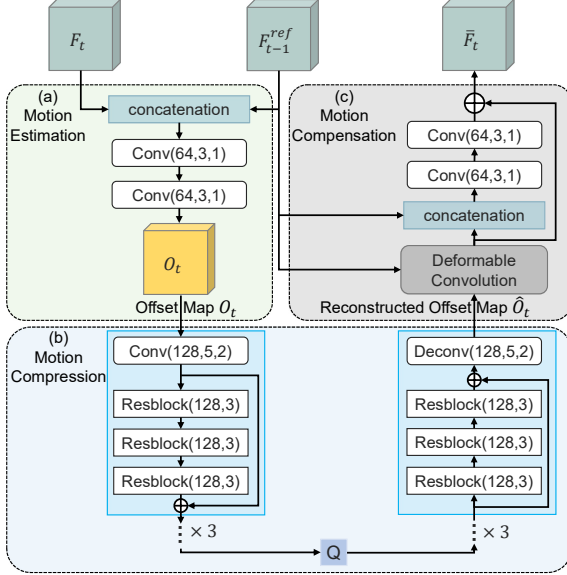 F_t
F_{t-1}^{ref}
\bar{F}_t
(a)
Motion
Estimation
concatenation
Conv(64,3,1)
Conv(64,3,1)
O_t
Offset Map O_t
(c)
Motion
Compensation
Conv(64,3,1)
Conv(64,3,1)
concatenation
Deformable
Convolution
Reconstructed Offset Map \hat{O}_t
(b)
Motion
Compression
Conv(128,5,2)
Resblock(128,3)
Resblock(128,3)
Resblock(128,3)
× 3
Q
Deconv(128,5,2)
Resblock(128,3)
Resblock(128,3)
Resblock(128,3)
× 3